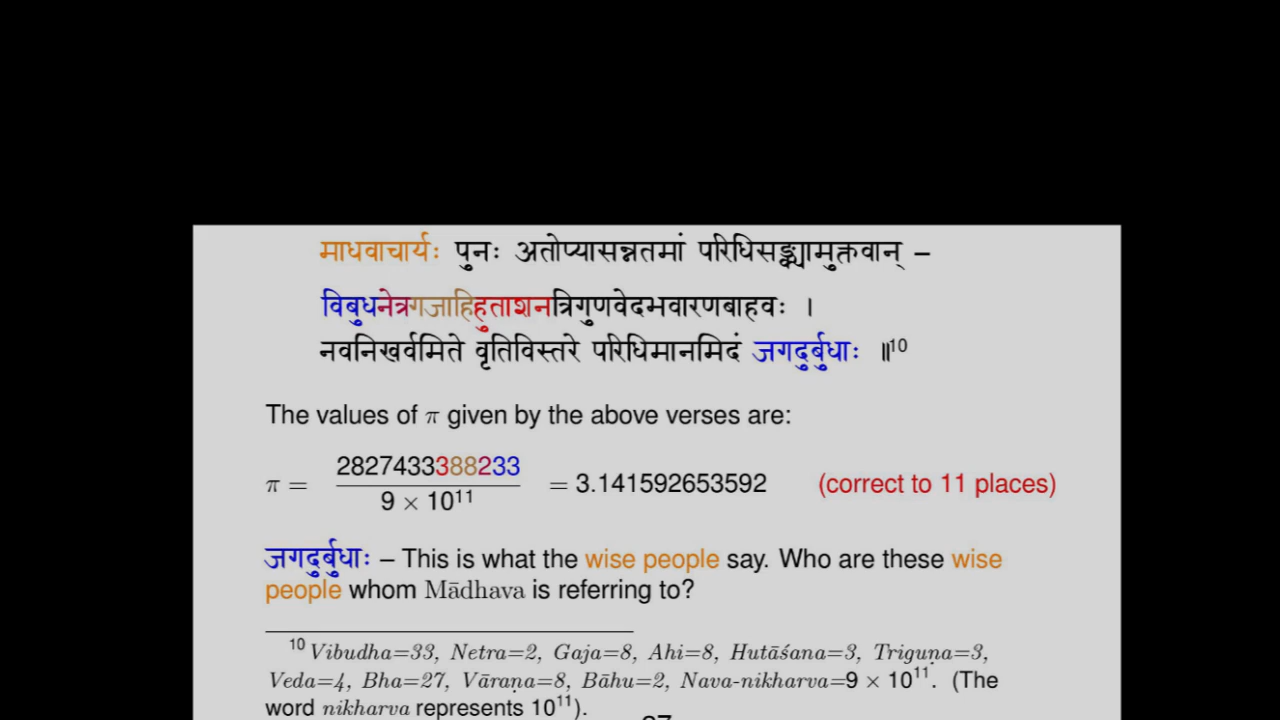 माधवाचार्यः पुनः अतोप्यासन्नतमां परिधिसङ्ख्यामुक्तवान् –
विबुधनेत्रगजाहिहुताशनत्रिगुणवेदभवारणबाहवः ।
नवनिखर्वमिते वृतिविस्तरे परिधिमानमिदं जगदुर्बुधाः ॥10
The values of π given by the above verses are:
π = 2827433388233 / 9 × 10^11 = 3.141592653592 (correct to 11 places)
जगदुर्बुधाः – This is what the wise people say. Who are these wise
people whom Mādhava is referring to?
10 Vibudha=33, Netra=2, Gaja=8, Ahi=8, Hutāśana=3, Triguṇa=3,
Veda=4, Bha=27, Vāraṇa=8, Bāhu=2, Nava-nikharva=9 × 10^11. (The
word nikharva represents 10^11).